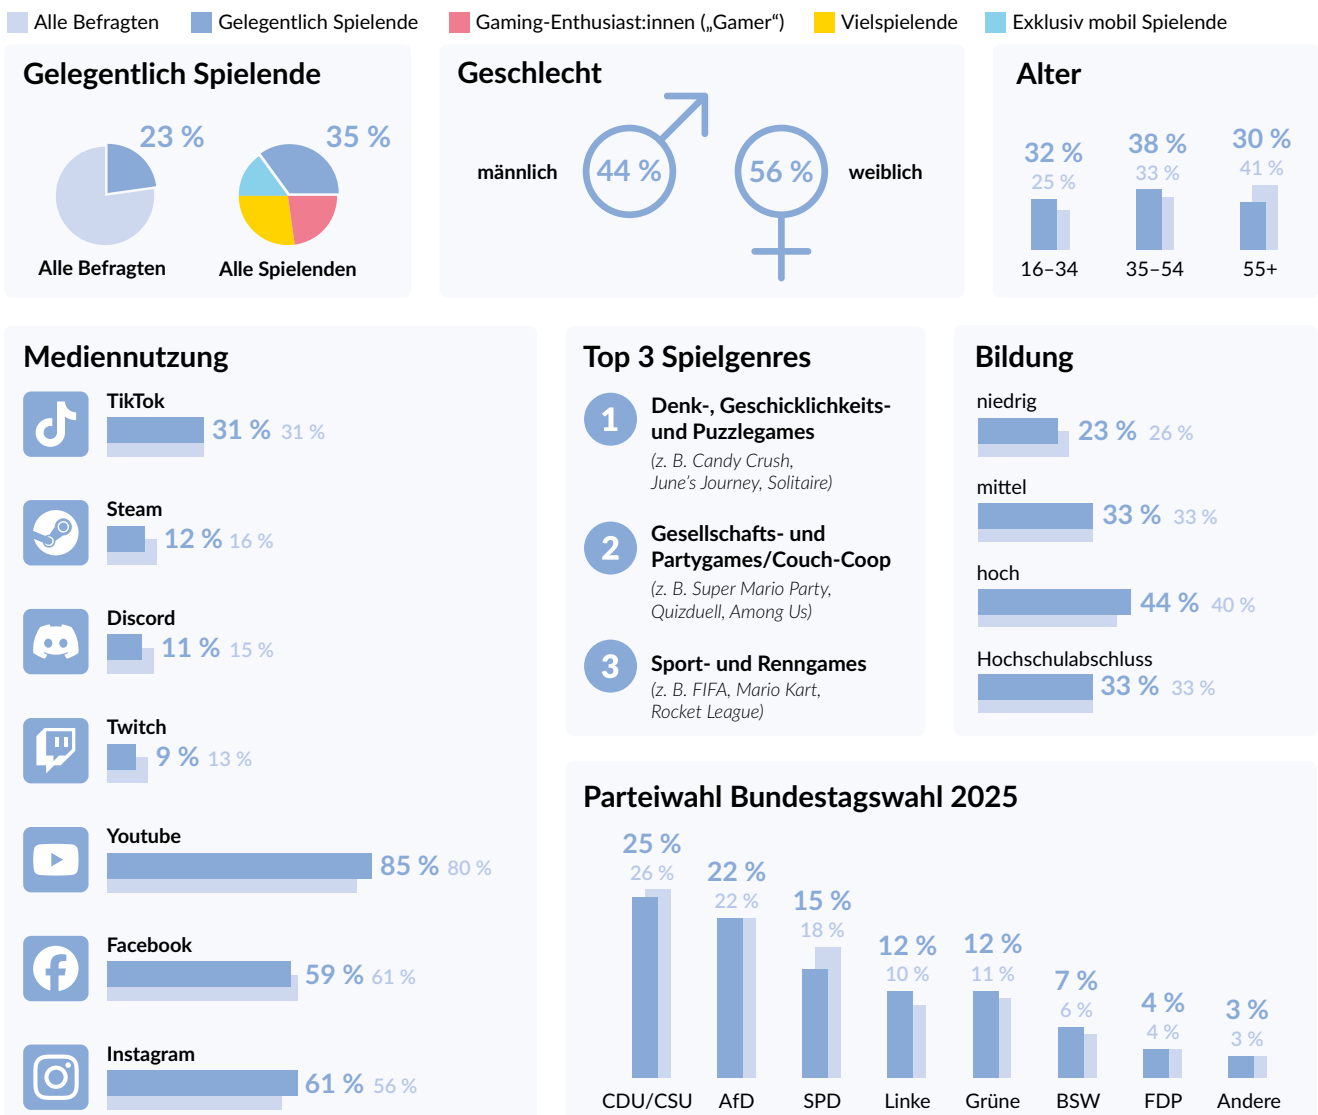 Alle Befragten
Gelegentlich Spielende
Gaming-Enthusiast:innen („Gamer“)
Vielspielende
Exklusiv mobil Spielende
Gelegentlich Spielende
23 %
35 %
Alle Befragten
Alle Spielenden
Geschlecht
männlich
44 %
56 %
weiblich
Alter
32 %
25 %
38 %
33 %
30 %
41 %
16–34
35–54
55+
Mediennutzung
TikTok
31 % 31 %
Steam
12 % 16 %
Discord
11 % 15 %
Twitch
9 % 13 %
Youtube
85 % 80 %
Facebook
59 % 61 %
Instagram
61 % 56 %
Top 3 Spielgenres
1
Denk-, Geschicklichkeits-
und Puzzlegames
(z. B. Candy Crush,
June’s Journey, Solitaire)
2
Gesellschafts- und
Partygames/Couch-Coop
(z. B. Super Mario Party,
Quizduell, Among Us)
3
Sport- und Renngames
(z. B. FIFA, Mario Kart,
Rocket League)
Bildung
niedrig
23 % 26 %
mittel
33 % 33 %
hoch
44 % 40 %
Hochschulabschluss
33 % 33 %
Parteiwahl Bundestagswahl 2025
25 %
26 %
22 %
22 %
15 %
18 %
12 %
10 %
12 %
11 %
7 %
6 %
4 %
4 %
3 %
3 %
CDU/CSU
AfD
SPD
Linke
Grüne
BSW
FDP
Andere